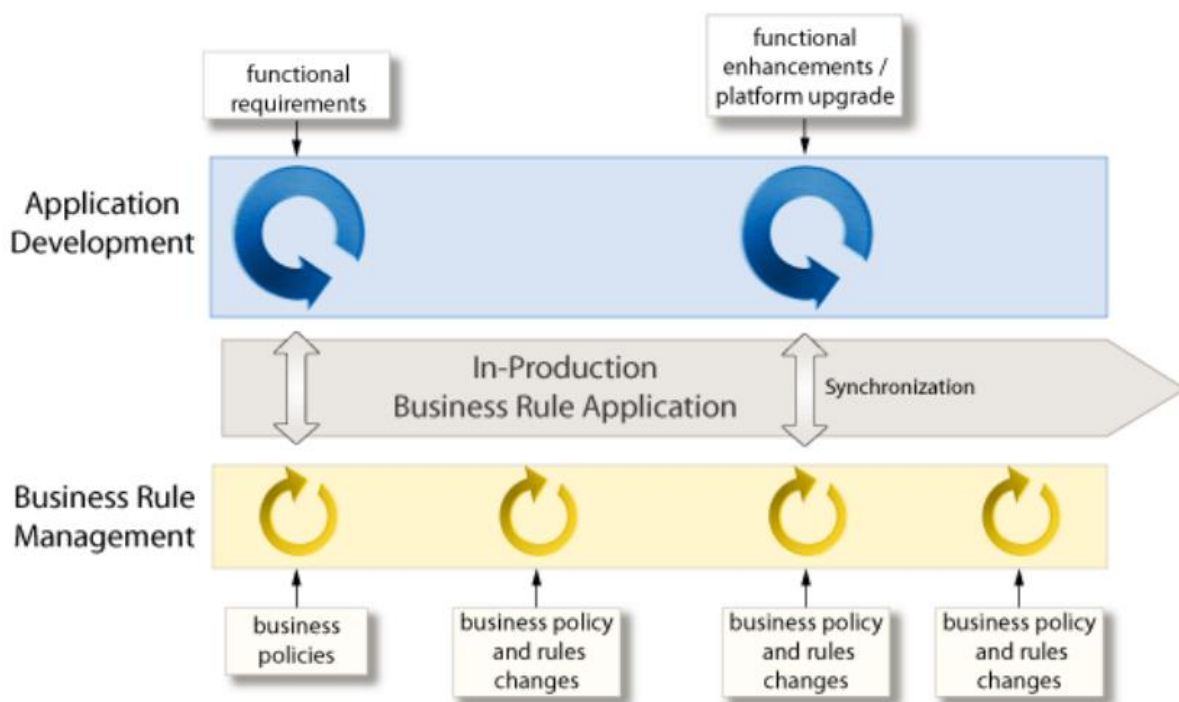 functional
requirements
functional
enhancements /
platform upgrade
Application
Development
In-Production
Business Rule Application
Synchronization
Business Rule
Management
business
policies
business policy
and rules
changes
business policy
and rules
changes
business policy
and rules
changes